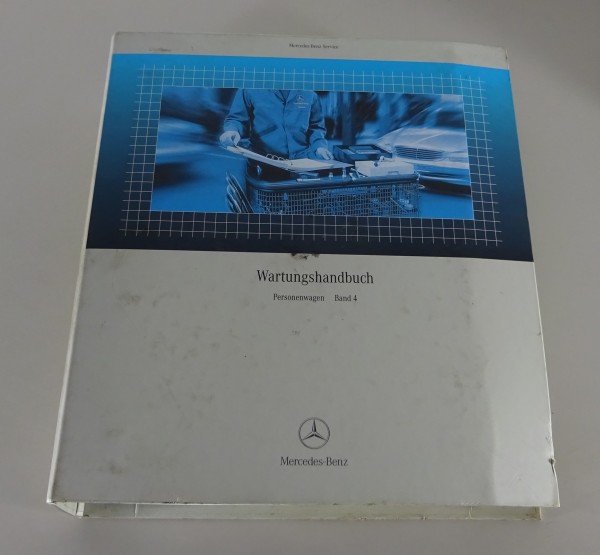 Mercedes-Benz Service
Wartungshandbuch
Personenwagen Band 4
Mercedes-Benz